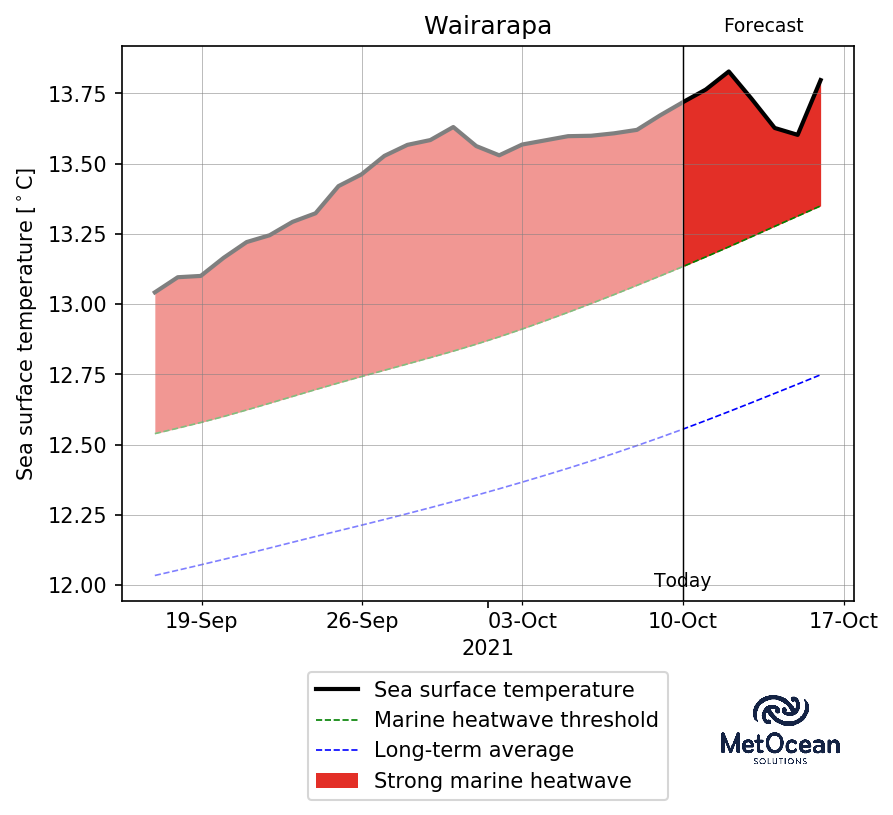 Wairarapa
Forecast
Sea surface temperature [°C]
13.75
13.50
13.25
13.00
12.75
12.50
12.25
12.00
Today
19-Sep 26-Sep 03-Oct 10-Oct 17-Oct
2021
Sea surface temperature
Marine heatwave threshold
Long-term average
Strong marine heatwave
MetOcean
SOLUTIONS